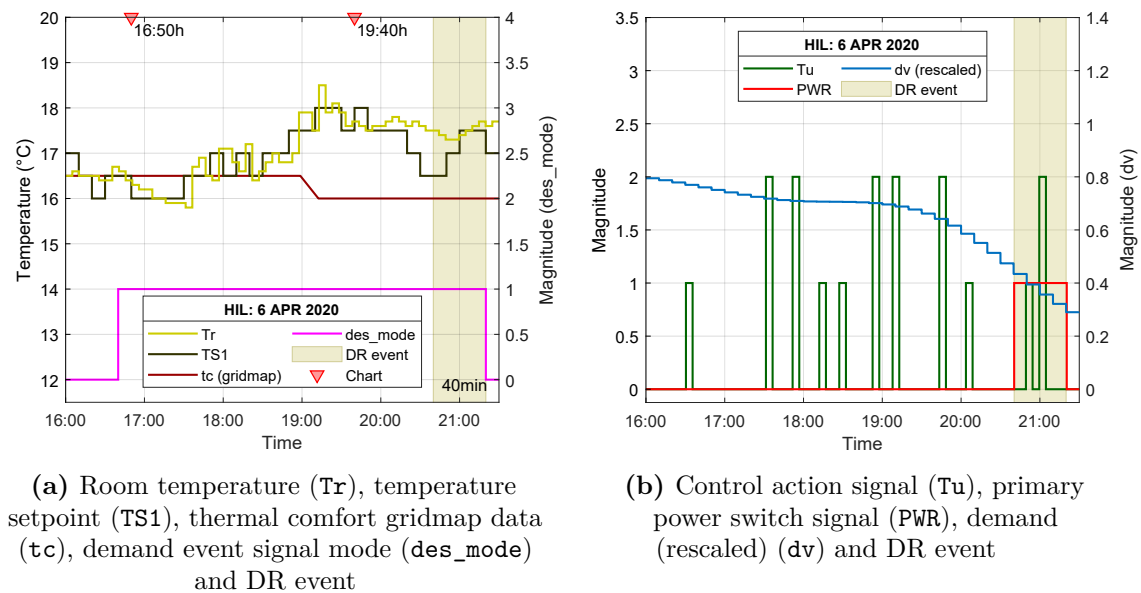 16:50h
19:40h
20
19
18
17
16
15
14
13
12
Temperature (°C)
4
3.5
3
2.5
2
1.5
1
0.5
0
Magnitude (des_mode)
HIL: 6 APR 2020
Tr
des_mode
TS1
DR event
tc (gridmap)
Chart
40min
16:00
17:00
18:00
19:00
20:00
21:00
Time
3.5
3
2.5
2
1.5
1
0.5
0
Magnitude
1.4
1.2
1
0.8
0.6
0.4
0.2
0
Magnitude (dv)
HIL: 6 APR 2020
Tu
dv (rescaled)
PWR
DR event
16:00
17:00
18:00
19:00
20:00
21:00
Time
(a) Room temperature (Tr), temperature
setpoint (TS1), thermal comfort gridmap data
(tc), demand event signal mode (des_mode)
and DR event
(b) Control action signal (Tu), primary
power switch signal (PWR), demand
(rescaled) (dv) and DR event